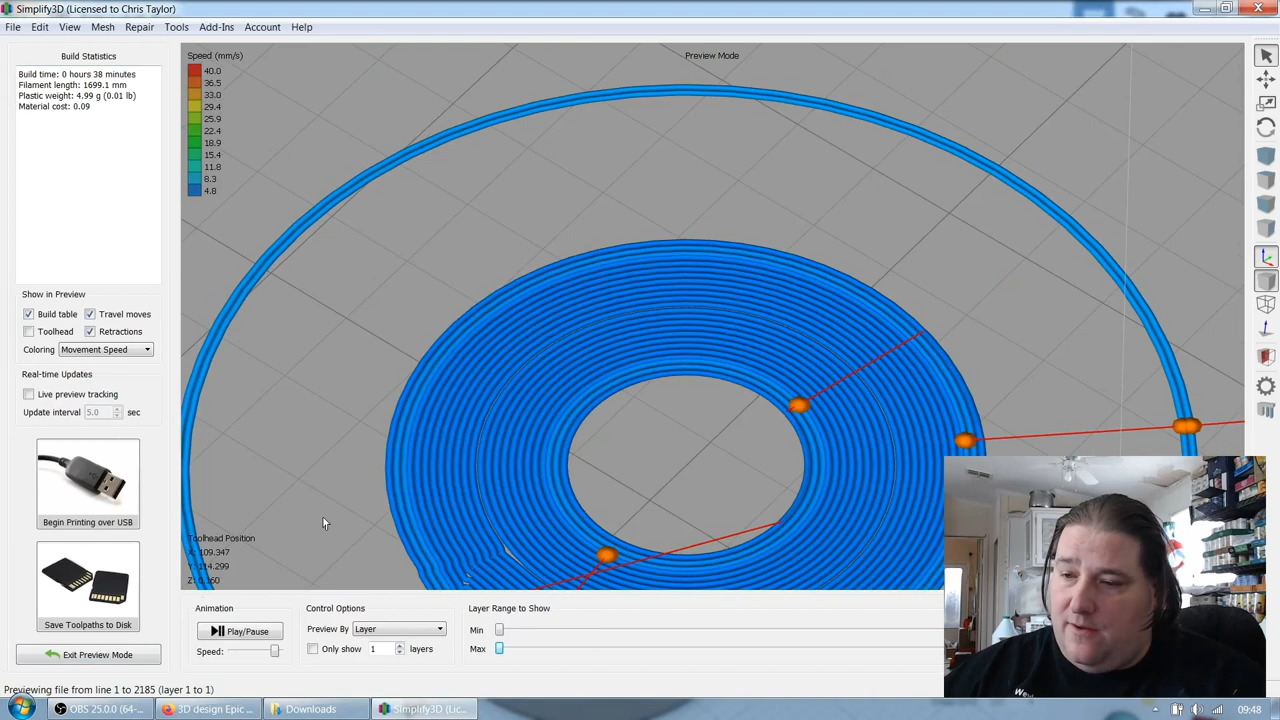 Simplify3D (Licensed to Chris Taylor)
File Edit View Mesh Repair Tools Add-Ins Account Help
Build Statistics
Build time: 0 hours 38 minutes
Filament length: 1699.1 mm
Plastic weight: 4.99 g (0.01 lb)
Material cost: 0.09
Speed (mm/s)
40.0
36.5
33.0
29.4
25.9
22.4
18.9
15.4
11.8
8.3
4.8
Preview Mode
Show in Preview
Build table Travel moves
Toolhead Retractions
Coloring Movement Speed
Real-time Updates
Live preview tracking
Update interval 5.0 sec
Begin Printing over USB
Save Toolpaths to Disk
Exit Preview Mode
Toolhead Position
X: 109.347
Y: 114.299
Z: 0.160
Animation
Play/Pause
Speed:
Control Options
Preview By Layer
Only show 1 layers
Layer Range to Show
Min
Max
Previewing file from line 1 to 2185 (layer 1 to 1)
OBS 25.0.0 (64-...
3D design Epic ...
Downloads
Simplify3D (Lic...
09:48